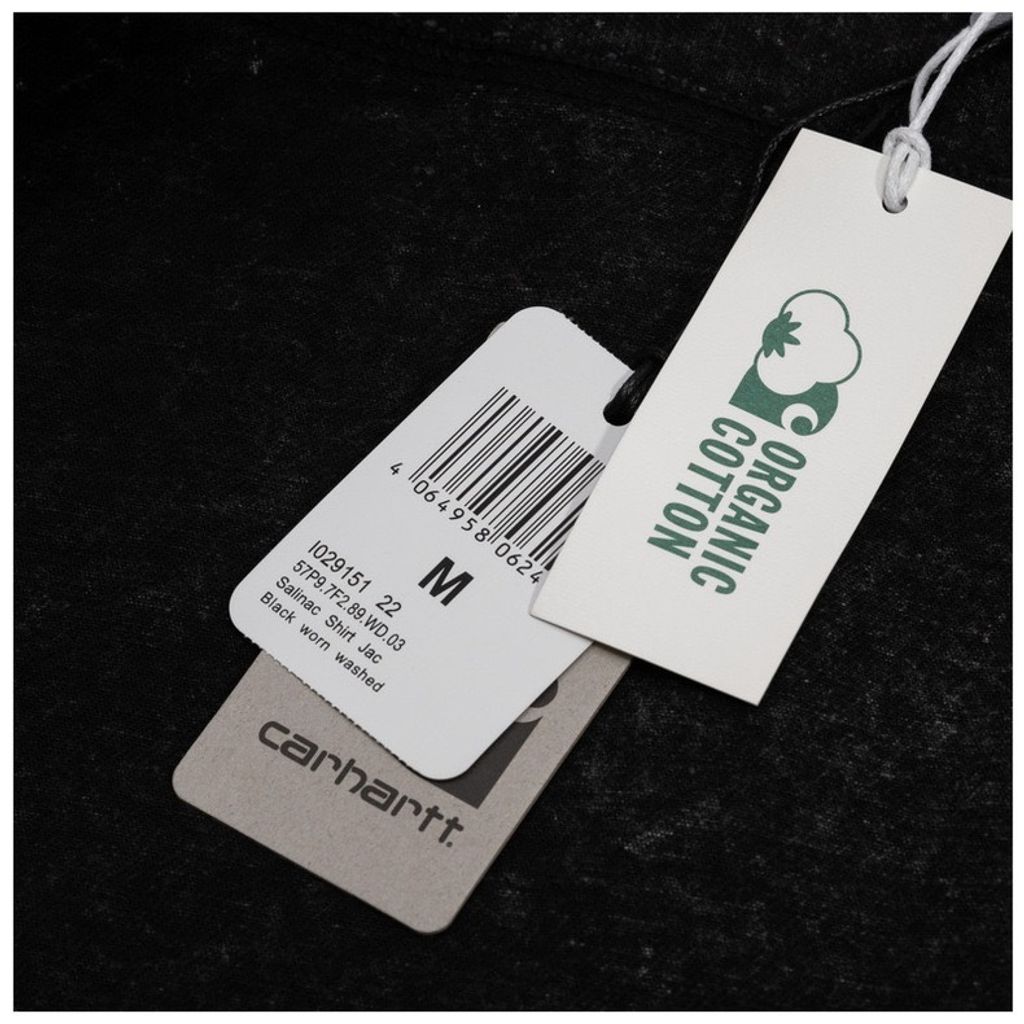 ORGANIC
COTTON
4 064958 0624
M
I029151 22
57P9.7F2.89.WD.03
Salinac Shirt Jac
Black worn washed
carhartt.